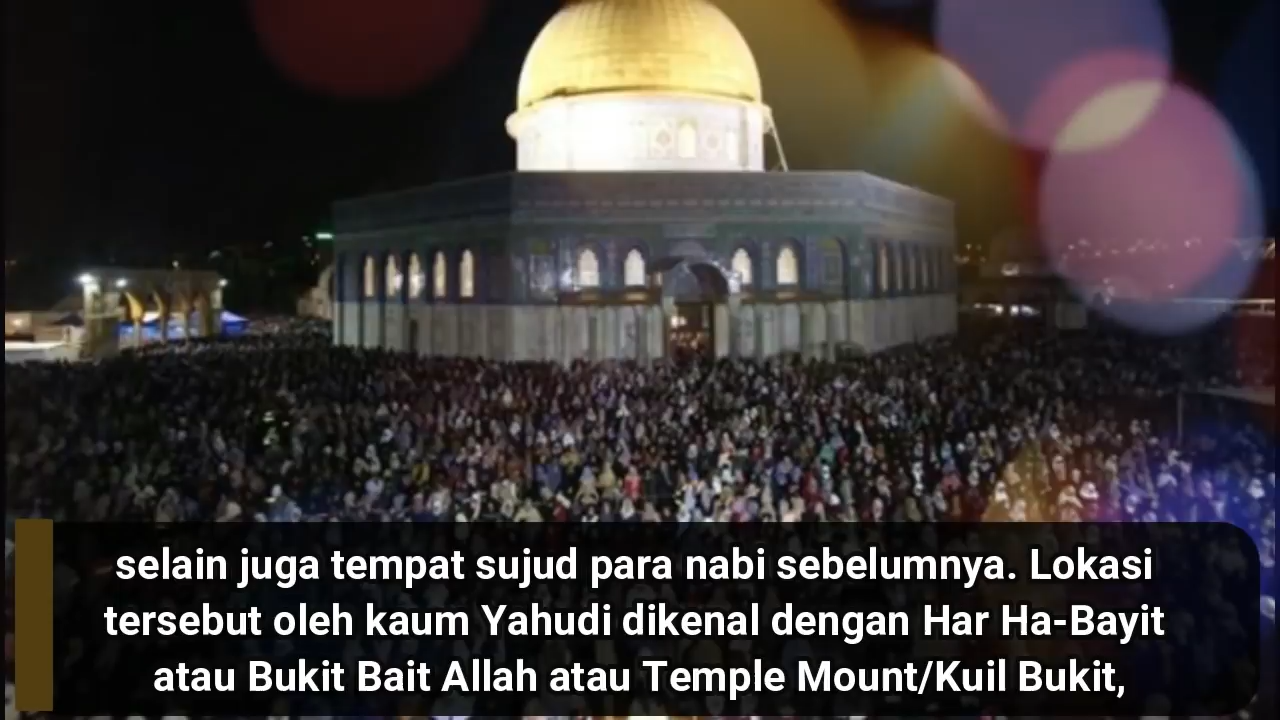 selain juga tempat sujud para nabi sebelumnya. Lokasi
tersebut oleh kaum Yahudi dikenal dengan Har Ha-Bayit
atau Bukit Bait Allah atau Temple Mount/Kuil Bukit,